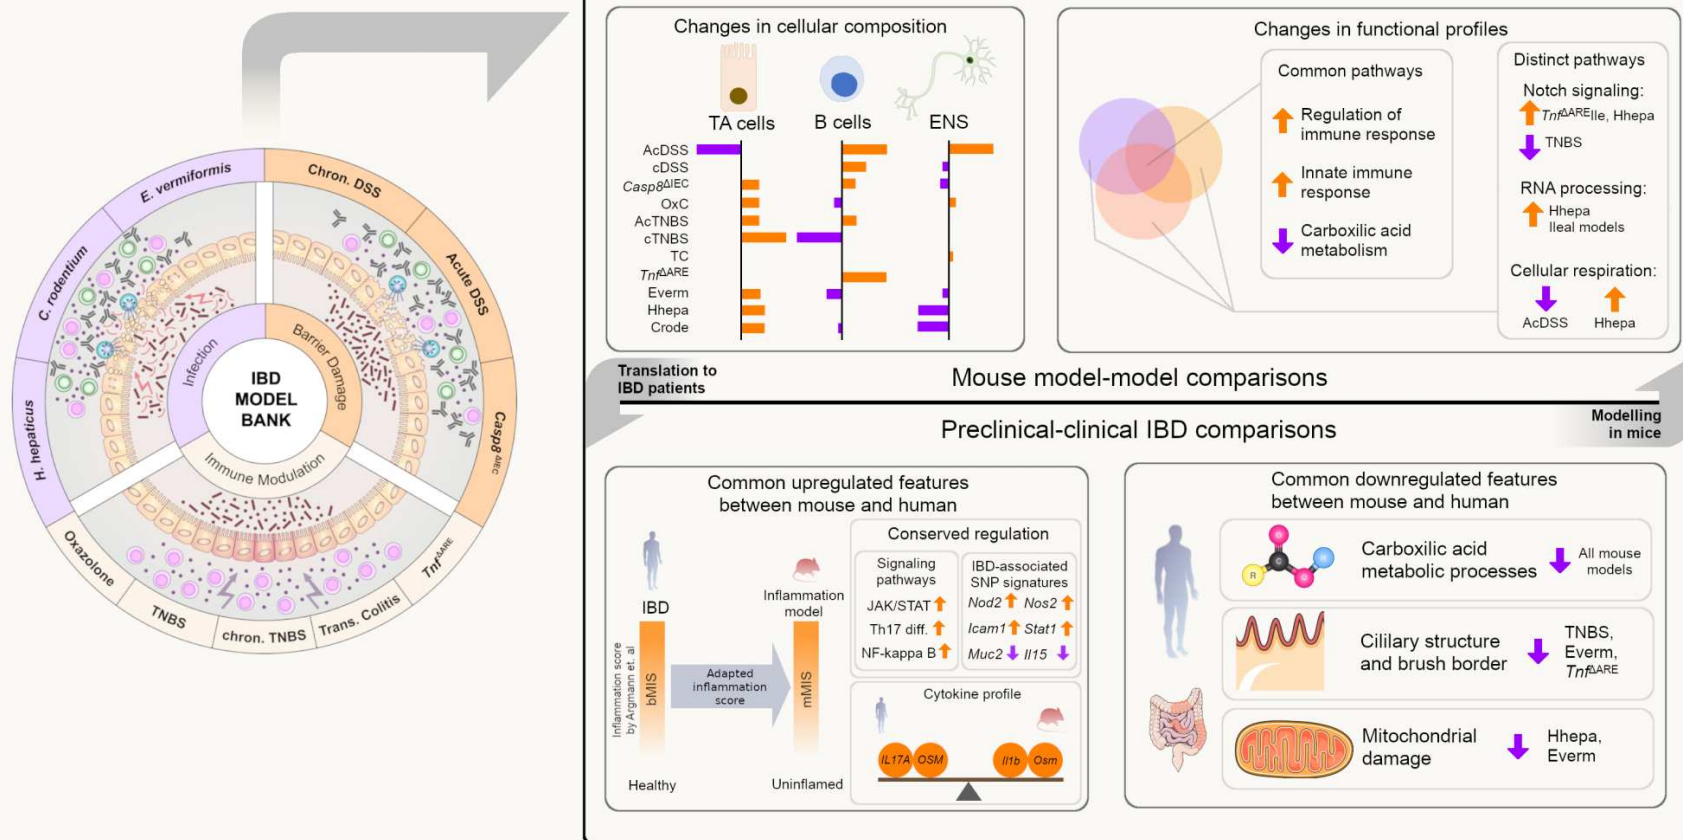 E. vermiformis
Chron. DSS
C. rodentium
Acute DSS
H. hepaticus
Casp8 ΔIEC
Oxazolone
TnfΔARE
TNBS
chron. TNBS
Trans. Colitis
Infection
Barrier Damage
Immune Modulation
IBD
MODEL
BANK
Changes in cellular composition
TA cells
B cells
ENS
AcDSS
cDSS
Casp8ΔIEC
OxC
AcTNBS
cTNBS
TC
TnfΔARE
Everm
Hhepa
Crode
Changes in functional profiles
Common pathways
Regulation of
immune response
Innate immune
response
Carboxilic acid
metabolism
Distinct pathways
Notch signaling:
TnfΔAREIle, Hhepa
TNBS
RNA processing:
Hhepa
Ileal models
Cellular respiration:
AcDSS
Hhepa
Translation to
IBD patients
Mouse model-model comparisons
Preclinical-clinical IBD comparisons
Modelling
in mice
Common upregulated features
between mouse and human
IBD
Inflammation
model
Inflammation score
by Argmann et. al
bMIS
Adapted
inflammation
score
mMIS
Healthy
Uninflamed
Conserved regulation
Signaling
pathways
JAK/STAT
Th17 diff.
NF-kappa B
IBD-associated
SNP signatures
Nod2 Nos2
Icam1 Stat1
Muc2 Il15
Cytokine profile
IL17A OSM
Il1b Osm
Common downregulated features
between mouse and human
R
C
O
O
R
Carboxilic acid
metabolic processes
All mouse
models
Cililary structure
and brush border
TNBS,
Everm,
TnfΔARE
Mitochondrial
damage
Hhepa,
Everm